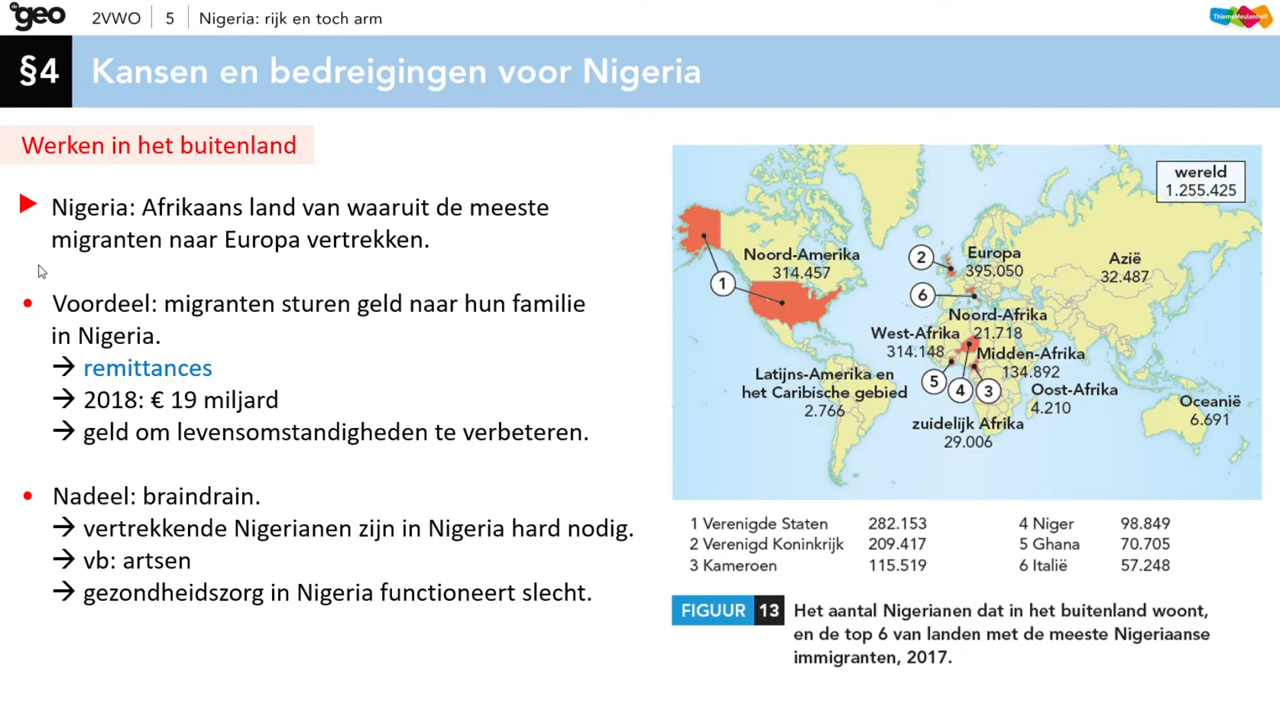 geo 2VWO 5 Nigeria: rijk en toch arm
ThiemeMeulenhoff
§4 Kansen en bedreigingen voor Nigeria
Werken in het buitenland
Nigeria: Afrikaans land van waaruit de meeste
migranten naar Europa vertrekken.
• Voordeel: migranten sturen geld naar hun familie
in Nigeria.
→ remittances
→ 2018: € 19 miljard
→ geld om levensomstandigheden te verbeteren.
• Nadeel: braindrain.
→ vertrekkende Nigerianen zijn in Nigeria hard nodig.
→ vb: artsen
→ gezondheidszorg in Nigeria functioneert slecht.
wereld
1.255.425
Noord-Amerika
314.457
1
2
Europa
395.050
Azië
32.487
6
Noord-Afrika
21.718
West-Afrika
314.148
Midden-Afrika
134.892
5
4
3
Latijns-Amerika en
het Caribische gebied
2.766
Oost-Afrika
4.210
Oceanië
6.691
zuidelijk Afrika
29.006
1 Verenigde Staten 282.153 4 Niger 98.849
2 Verenigd Koninkrijk 209.417 5 Ghana 70.705
3 Kameroen 115.519 6 Italië 57.248
FIGUUR 13 Het aantal Nigerianen dat in het buitenland woont,
en de top 6 van landen met de meeste Nigeriaanse
immigranten, 2017.